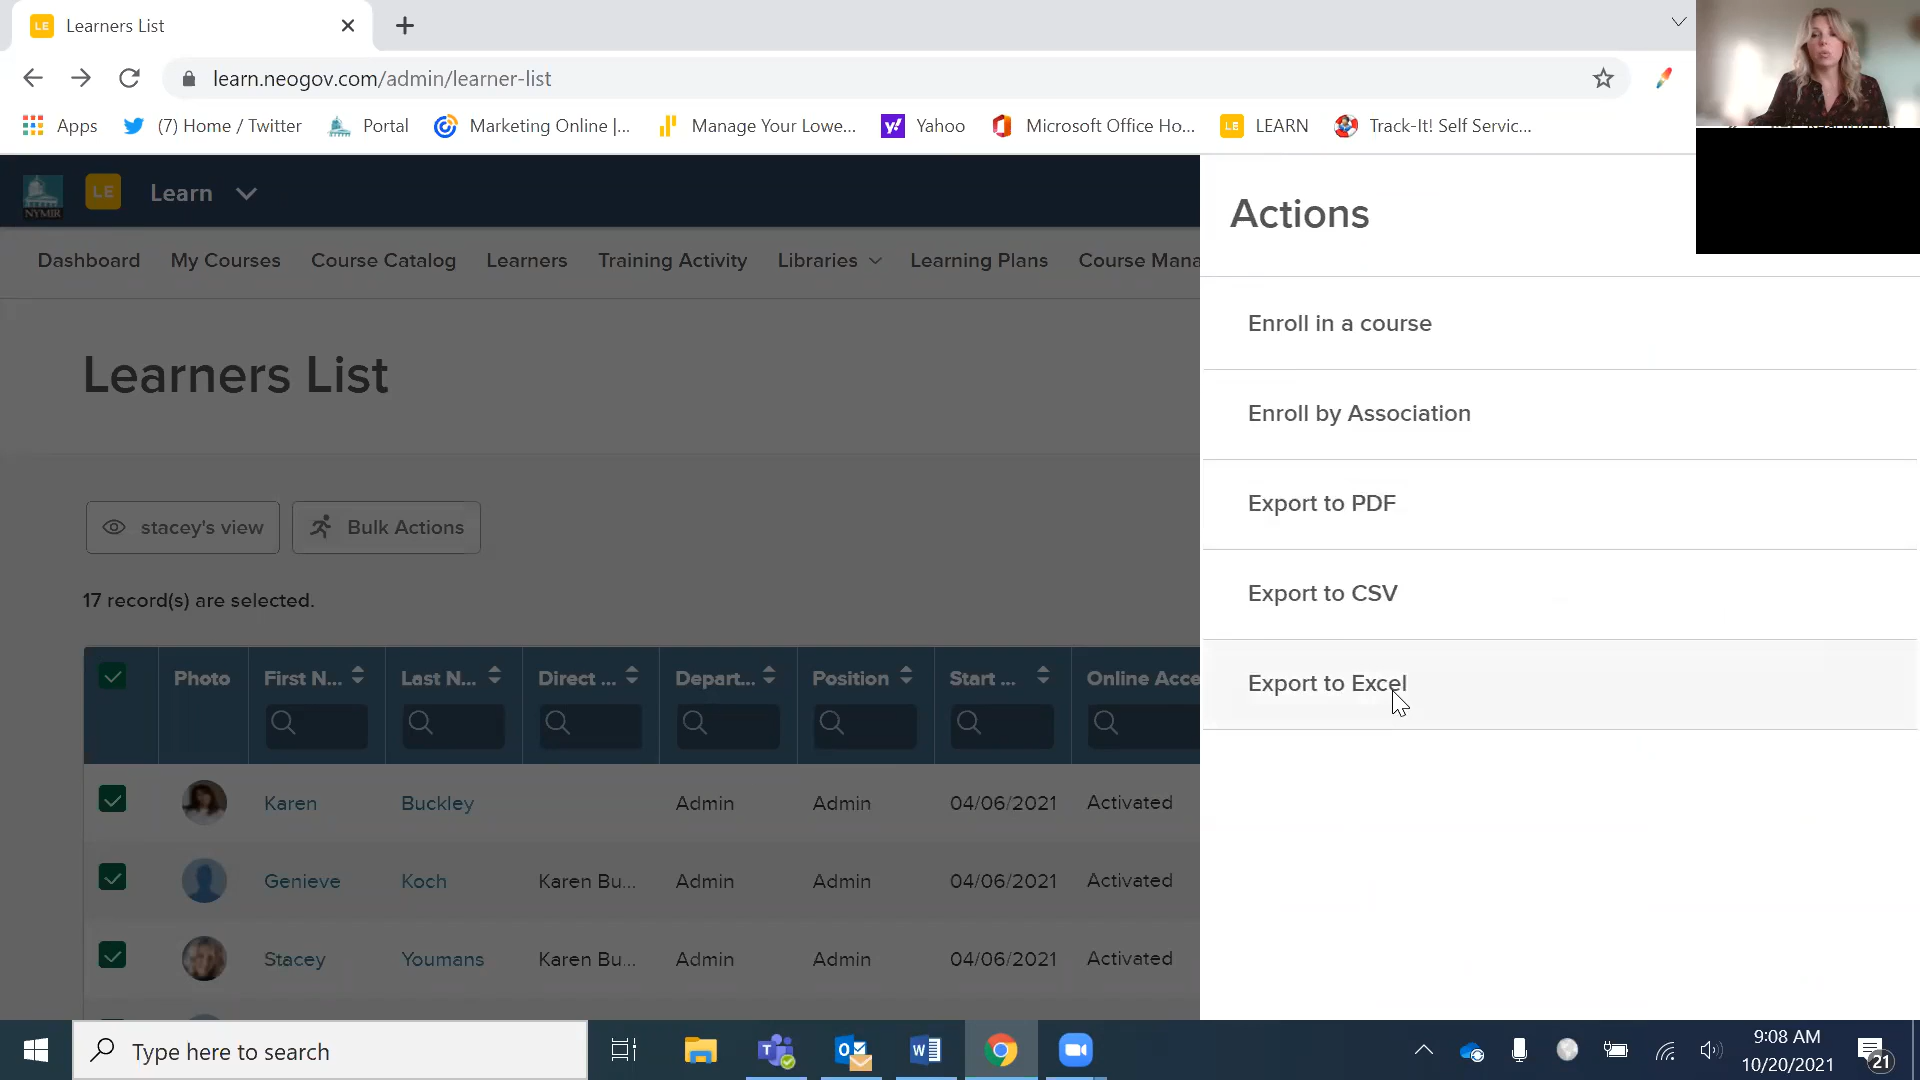 LE Learners List
learn.neogov.com/admin/learner-list
Apps (7) Home / Twitter Portal Marketing Online |... Manage Your Lowe... Yahoo Microsoft Office Ho... LE LEARN Track-It! Self Servic...
NYMIR LE Learn
Dashboard My Courses Course Catalog Learners Training Activity Libraries Learning Plans Course Mana
Learners List
stacey's view Bulk Actions
17 record(s) are selected.
Photo First N... Last N... Direct ... Depart... Position Start ... Online Acce
Karen Buckley Admin Admin 04/06/2021 Activated
Genieve Koch Karen Bu... Admin Admin 04/06/2021 Activated
Stacey Youmans Karen Bu... Admin Admin 04/06/2021 Activated
Actions
Enroll in a course
Enroll by Association
Export to PDF
Export to CSV
Export to Excel
Type here to search
9:08 AM
10/20/2021
21